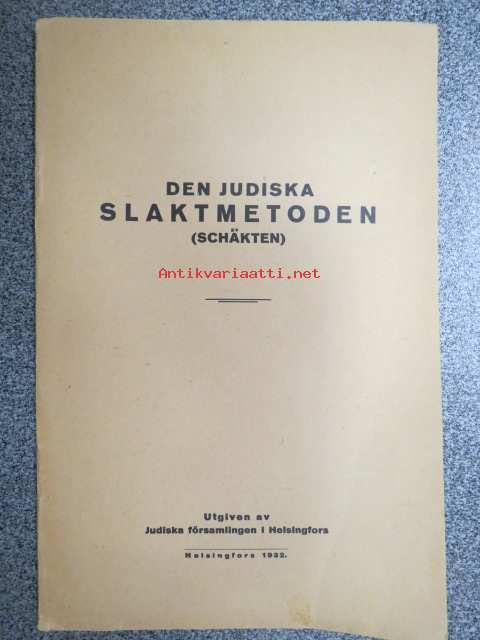 DEN JUDISKA
SLAKTMETODEN
(SCHÄKTEN)
Antikvariaatti.net
Utgiven av
Judiska församlingen i Helsingfors
Helsingfors 1932.